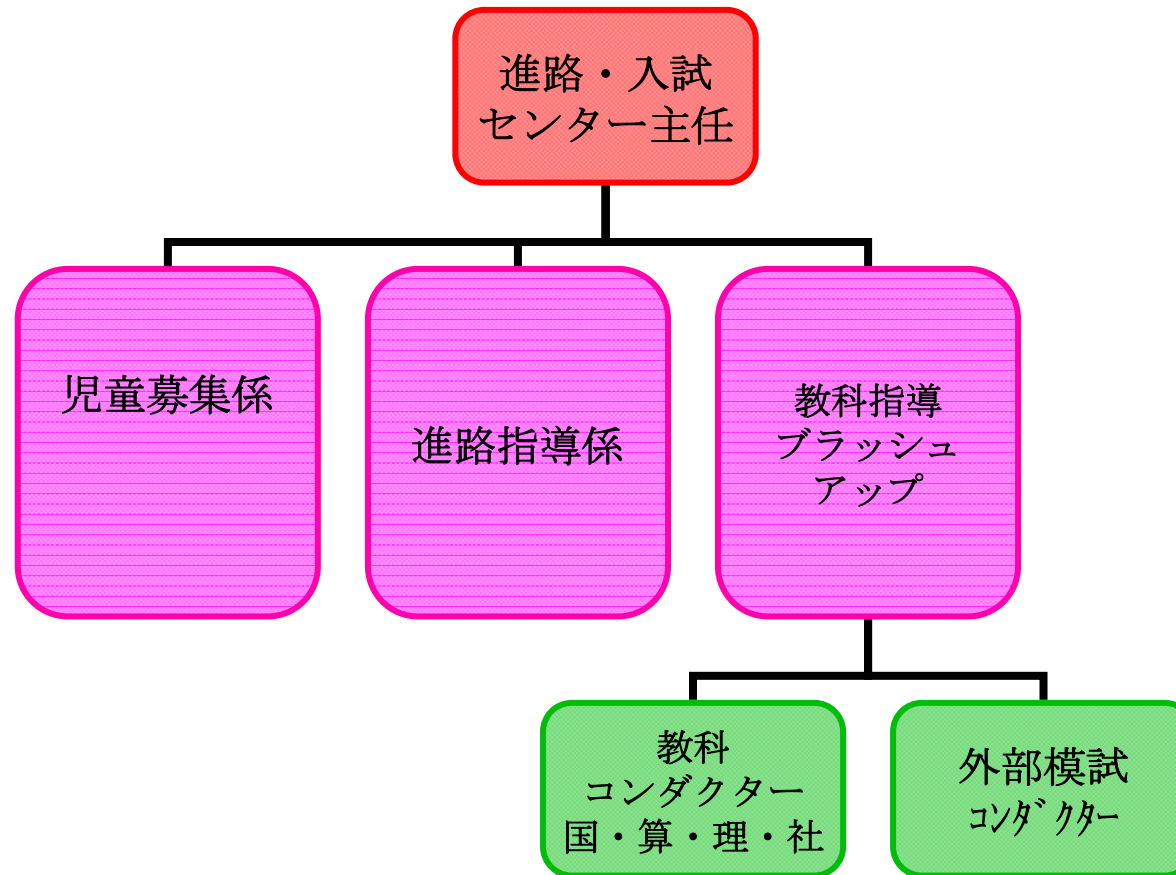 進路・入試
センター主任
児童募集係
進路指導係
教科指導
ブラッシュ
アップ
教科
コンダクター
国・算・理・社
外部模試
ｺﾝﾀﾞｸﾀｰ